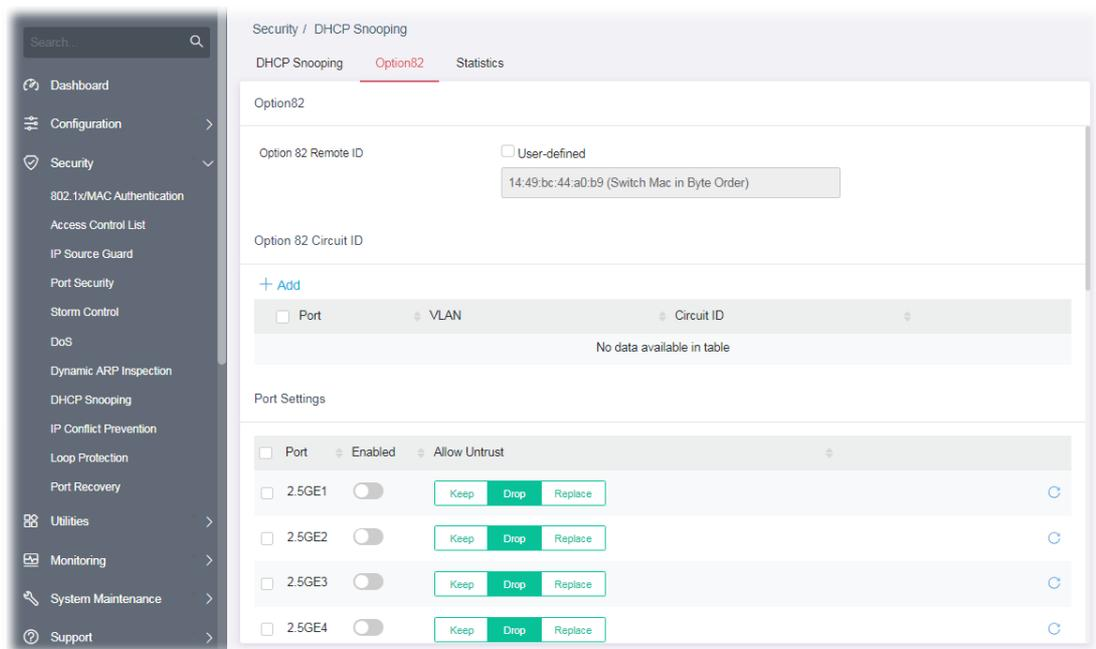 Search...
Dashboard
Configuration
Security
802.1x/MAC Authentication
Access Control List
IP Source Guard
Port Security
Storm Control
DoS
Dynamic ARP Inspection
DHCP Snooping
IP Conflict Prevention
Loop Protection
Port Recovery
Utilities
Monitoring
System Maintenance
Support
Security / DHCP Snooping
DHCP Snooping Option82 Statistics
Option82
Option 82 Remote ID
User-defined
14:49:bc:44:a0:b9 (Switch Mac in Byte Order)
Option 82 Circuit ID
+ Add
Port VLAN Circuit ID
No data available in table
Port Settings
Port Enabled Allow Untrust
2.5GE1 Keep Drop Replace
2.5GE2 Keep Drop Replace
2.5GE3 Keep Drop Replace
2.5GE4 Keep Drop Replace